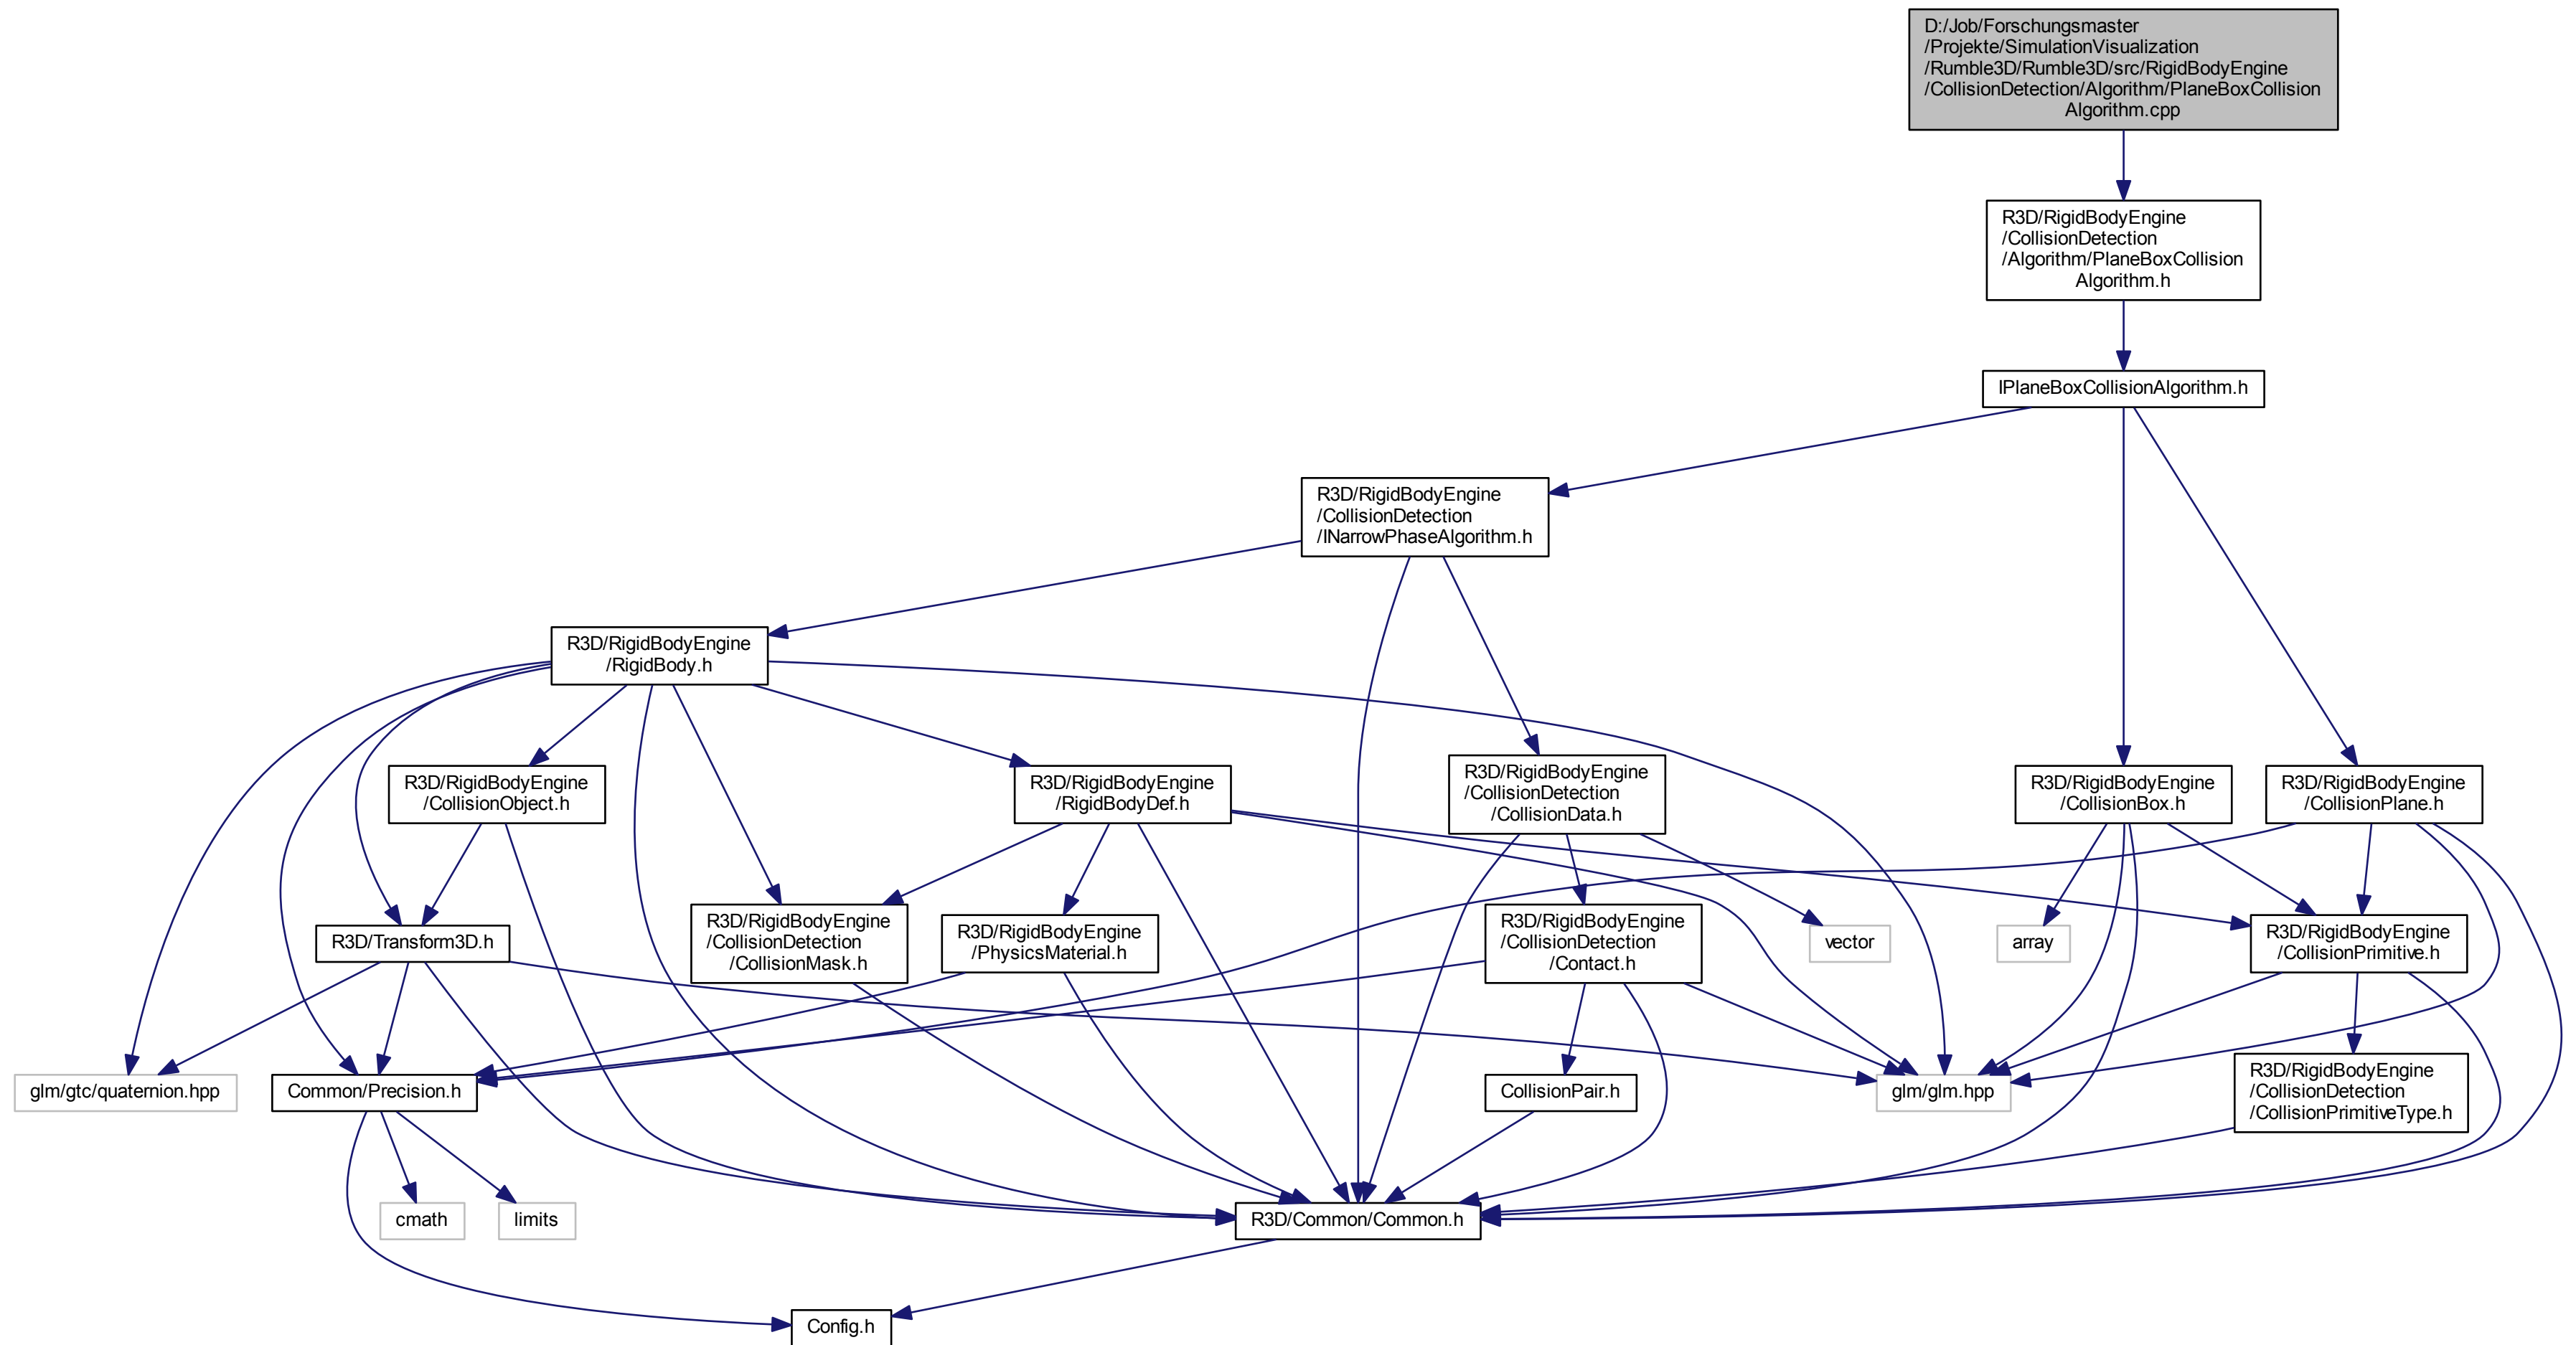 D:/Job/Forschungsmaster
/Projekte/SimulationVisualization
/Rumble3D/Rumble3D/src/RigidBodyEngine
/CollisionDetection/Algorithm/PlaneBoxCollision
Algorithm.cpp
R3D/RigidBodyEngine
/CollisionDetection
/Algorithm/PlaneBoxCollision
Algorithm.h
IPlaneBoxCollisionAlgorithm.h
R3D/RigidBodyEngine
/CollisionDetection
/INarrowPhaseAlgorithm.h
R3D/RigidBodyEngine
/RigidBody.h
R3D/RigidBodyEngine
/CollisionObject.h
R3D/RigidBodyEngine
/RigidBodyDef.h
R3D/RigidBodyEngine
/CollisionDetection
/CollisionData.h
R3D/RigidBodyEngine
/CollisionBox.h
R3D/RigidBodyEngine
/CollisionPlane.h
R3D/Transform3D.h
R3D/RigidBodyEngine
/CollisionDetection
/CollisionMask.h
R3D/RigidBodyEngine
/PhysicsMaterial.h
R3D/RigidBodyEngine
/CollisionDetection
/Contact.h
vector
array
R3D/RigidBodyEngine
/CollisionPrimitive.h
glm/gtc/quaternion.hpp
Common/Precision.h
CollisionPair.h
glm/glm.hpp
R3D/RigidBodyEngine
/CollisionDetection
/CollisionPrimitiveType.h
cmath
limits
R3D/Common/Common.h
Config.h